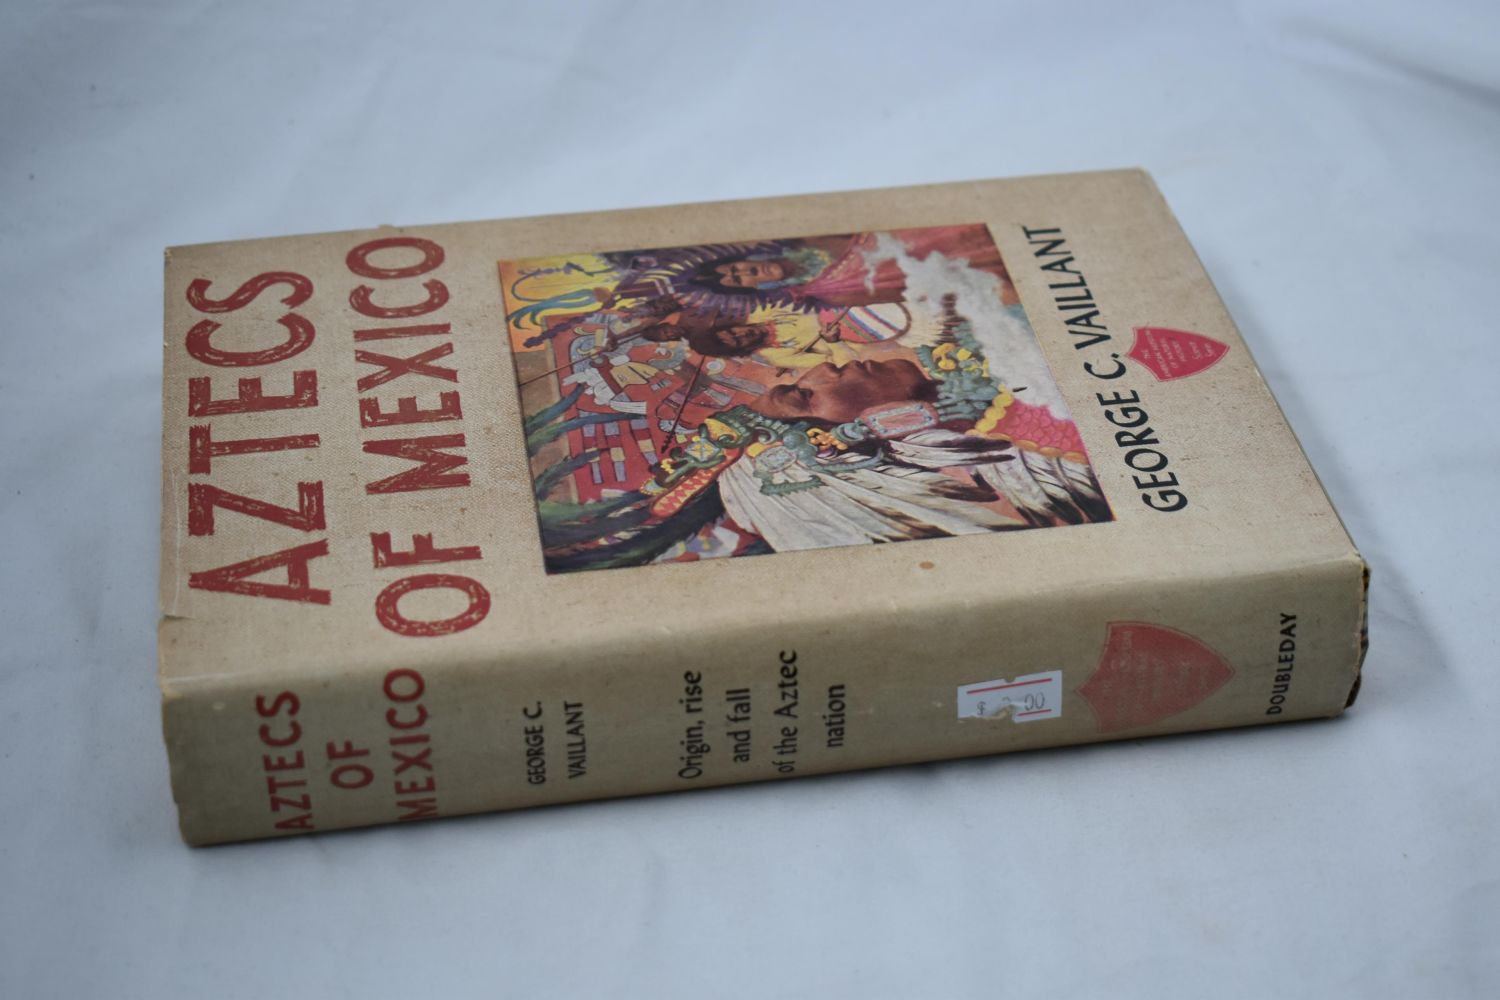 AZTECS
OF MEXICO
GEORGE C. VAILLANT
AZTECS
OF
MEXICO
GEORGE C.
VAILLANT
Origin, rise
and fall
of the Aztec
nation
00
DOUBLEDAY